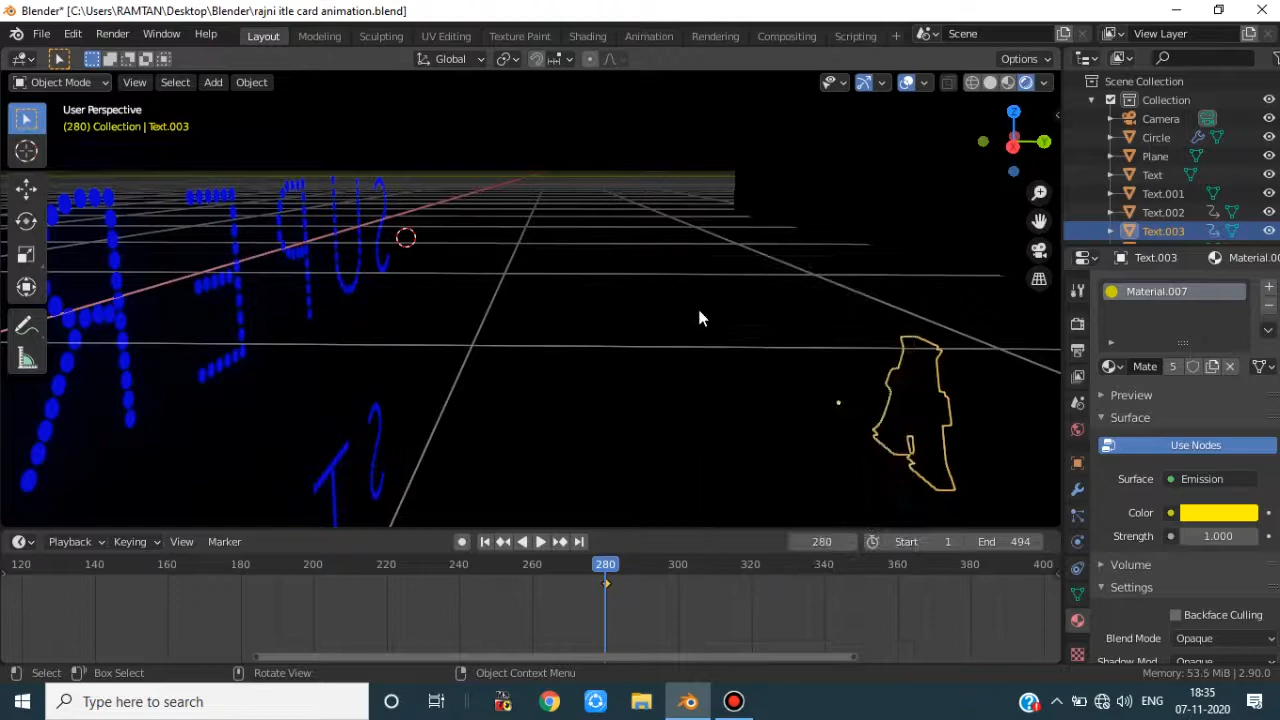 Blender* [C:\Users\RAMTAN\Desktop\Blender\rajni itle card animation.blend]
File Edit Render Window Help Layout Modeling Sculpting UV Editing Texture Paint Shading Animation Rendering Compositing Scripting + Scene View Layer
Global Options
Object Mode View Select Add Object
Scene Collection
User Perspective
(280) Collection | Text.003
Collection
Camera
Circle
Plane
Text
Text.001
Text.002
Text.003
Z
Text.003 Material.00
Material.007
Mate 5
Preview
Surface
Use Nodes
Surface Emission
Color
Strength 1.000
Volume
Settings
Backface Culling
Blend Mode Opaque
Shadow Mod Opaque
Playback Keying View Marker 280 Start 1 End 494
120 140 160 180 200 220 240 260 280 300 320 340 360 380 400
Select Box Select Rotate View Object Context Menu Memory: 53.5 MiB | 2.90.0
Type here to search
ENG
18:35
07-11-2020